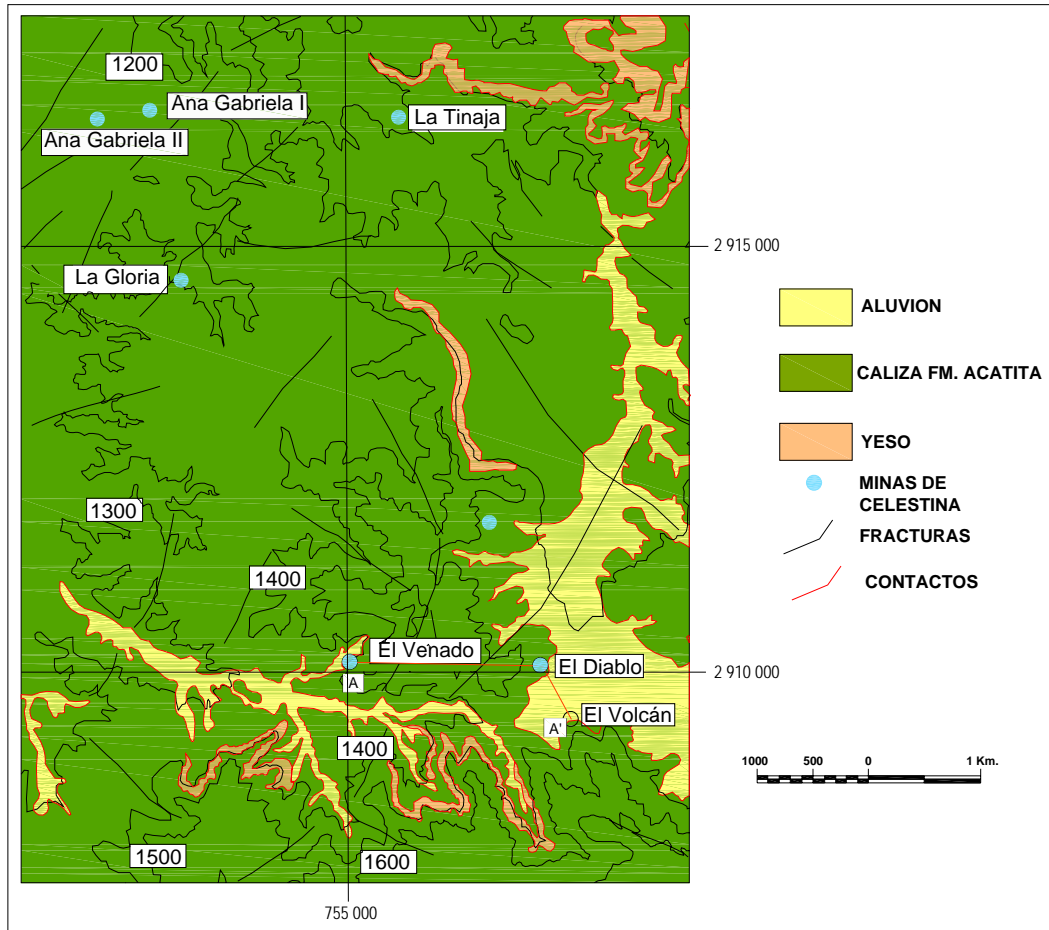 1200
Ana Gabriela I
Ana Gabriela II
La Tinaja
2 915 000
La Gloria
1300
1400
El Venado
A
El Diablo
2 910 000
El Volcán
A'
1400
1500
1600
755 000
ALUVION
CALIZA FM. ACATITA
YESO
MINAS DE
CELESTINA
FRACTURAS
CONTACTOS
1000 500 0 1 Km.